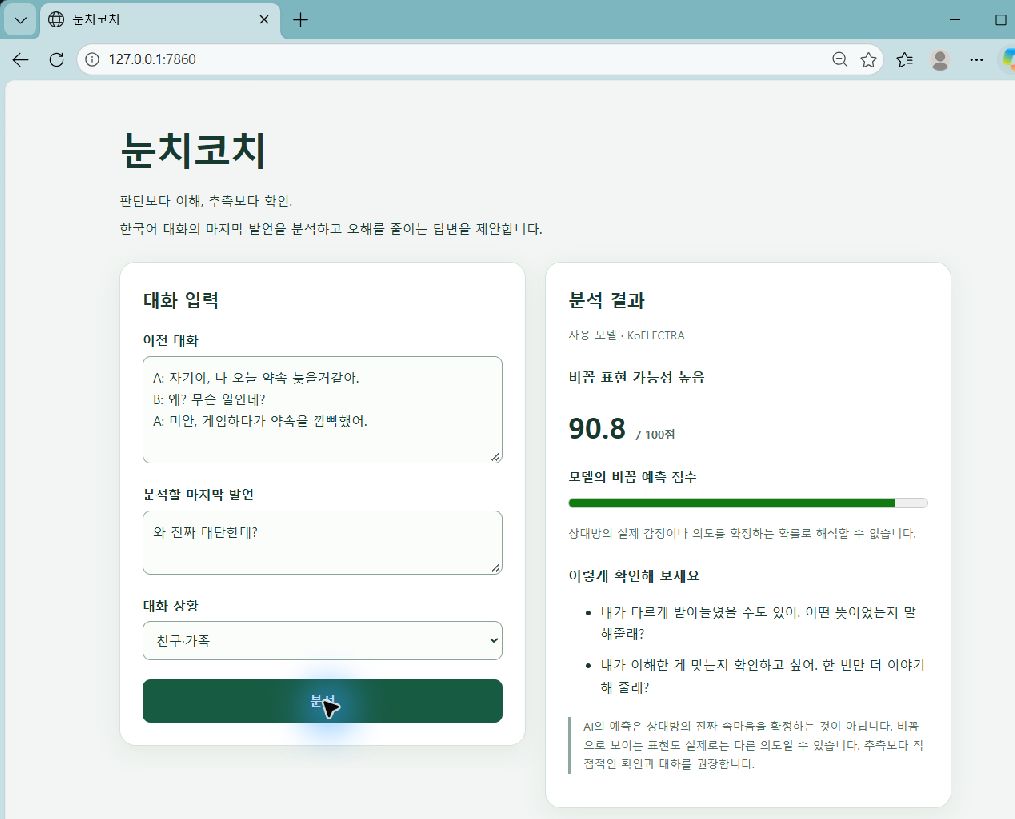 눈치코치
127.0.0.1:7860
눈치코치
판단보다 이해, 추측보다 확인.
한국어 대화의 마지막 발언을 분석하고 오해를 줄이는 답변을 제안합니다.
대화 입력
이전 대화
A: 자기야, 나 오늘 약속 늦을거같아.
B: 왜? 무슨 일인데?
A: 미안, 게임하다가 약속을 깜빡했어.
분석할 마지막 발언
와 진짜 대단한데?
대화 상황
친구·가족
분석
분석 결과
사용 모델 · KoELECTRA
비꼼 표현 가능성 높음
90.8 / 100점
모델의 비꼼 예측 점수
상대방의 실제 감정이나 의도를 확정하는 확률로 해석할 수 없습니다.
이렇게 확인해 보세요
내가 다르게 받아들였을 수도 있어. 어떤 뜻이었는지 말
해줄래?
내가 이해한 게 맞는지 확인하고 싶어. 한 번만 더 이야기
해 줄래?
AI의 예측은 상대방의 진짜 속마음을 확정하는 것이 아닙니다. 비꼼
으로 보이는 표현도 실제로는 다른 의도일 수 있습니다. 추측보다 직
접적인 확인과 대화를 권장합니다.